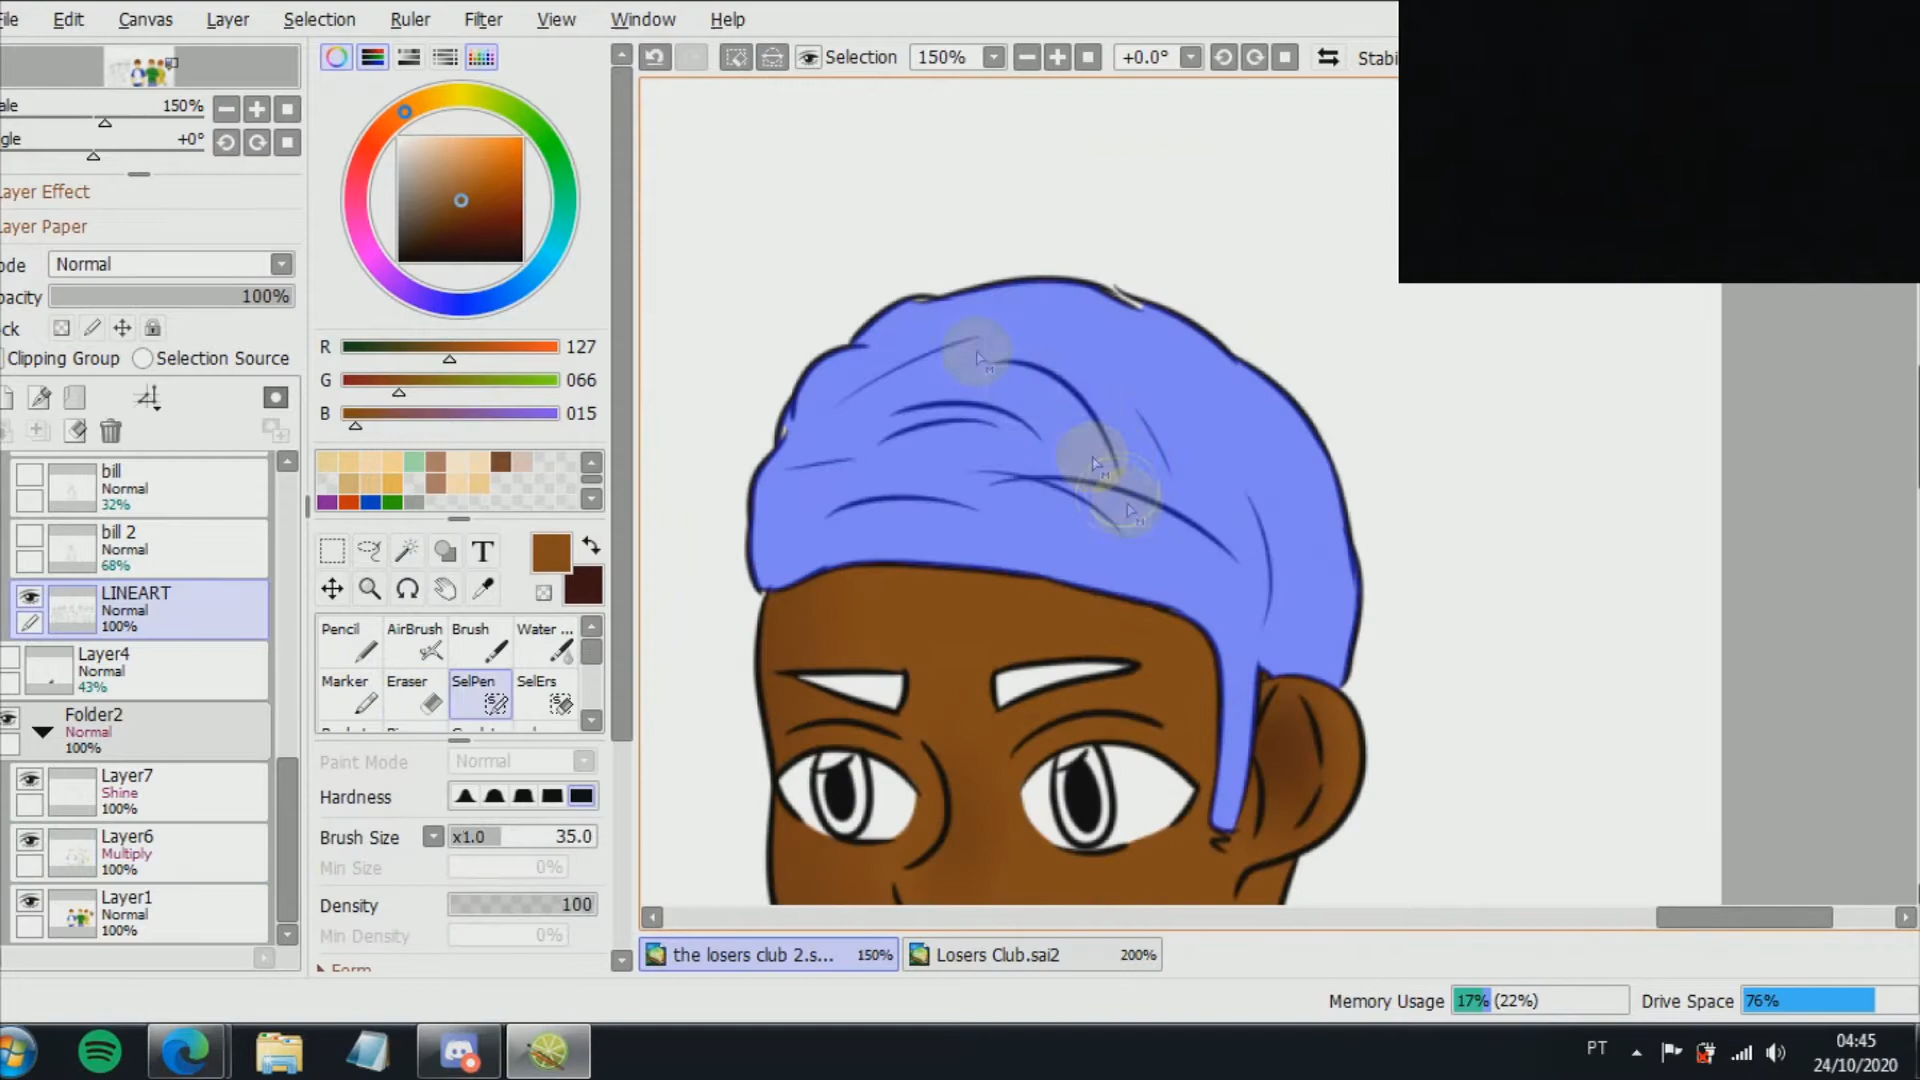 File Edit Canvas Layer Selection Ruler Filter View Window Help
Selection 150% +0.0° Stabi
ale 150%
gle +0°
ayer Effect
ayer Paper
ode Normal
pacity 100%
ck
Clipping Group Selection Source
R 127
G 066
B 015
bill
Normal
32%
bill 2
Normal
68%
LINEART
Normal
100%
Layer4
Normal
43%
Folder2
Normal
100%
Layer7
Shine
100%
Layer6
Multiply
100%
Layer1
Normal
100%
T
Pencil AirBrush Brush Water ...
Marker Eraser SelPen SelErs
Paint Mode Normal
Hardness
Brush Size x1.0 35.0
Min Size 0%
Density 100
Min Density 0%
Form
the losers club 2.s... 150% Losers Club.sai2 200%
Memory Usage 17% (22%) Drive Space 76%
PT 04:45
24/10/2020